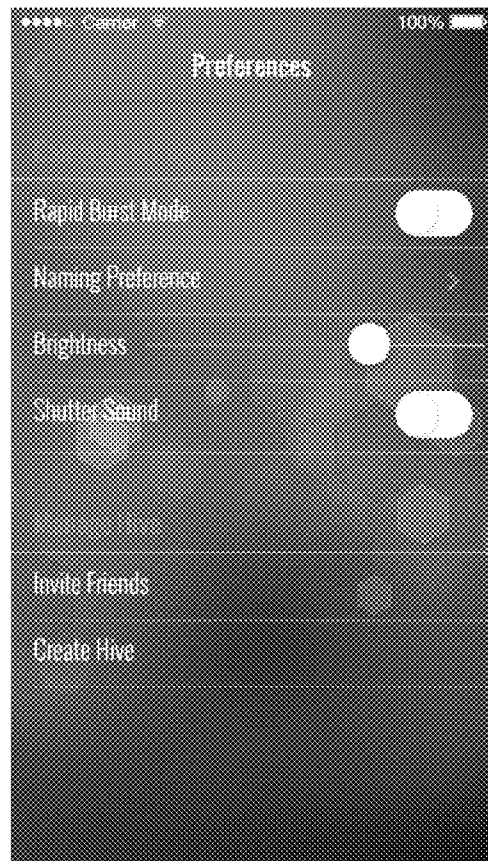 Carrier 100%
Preferences
Rapid Burst Mode
Naming Preference
Brightness
Shutter Sound
Invite Friends
Create Hive